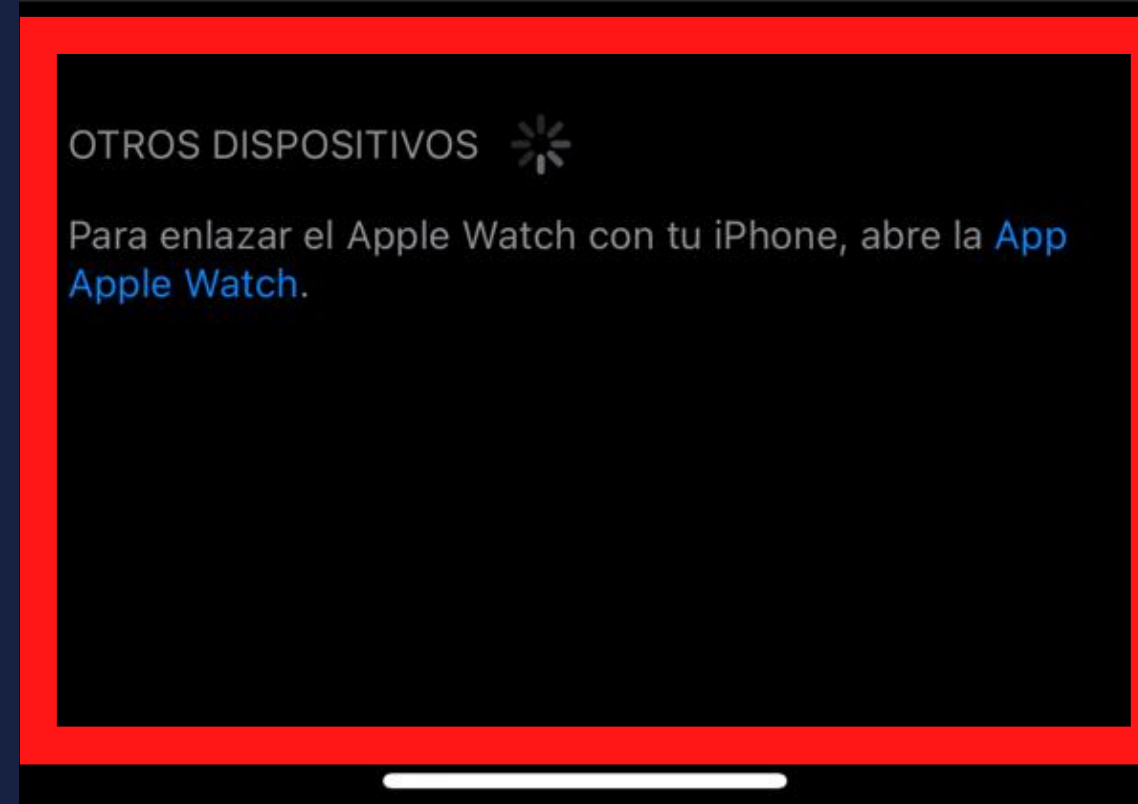 OTROS DISPOSITIVOS
Para enlazar el Apple Watch con tu iPhone, abre la App
Apple Watch.